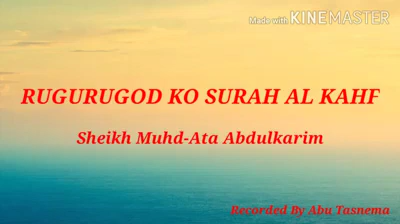 Made with KINEMASTER
RUGURUGOD KO SURAH AL KAHF
Sheikh Muhd-Ata Abdulkarim
Recorded By Abu Tasnema